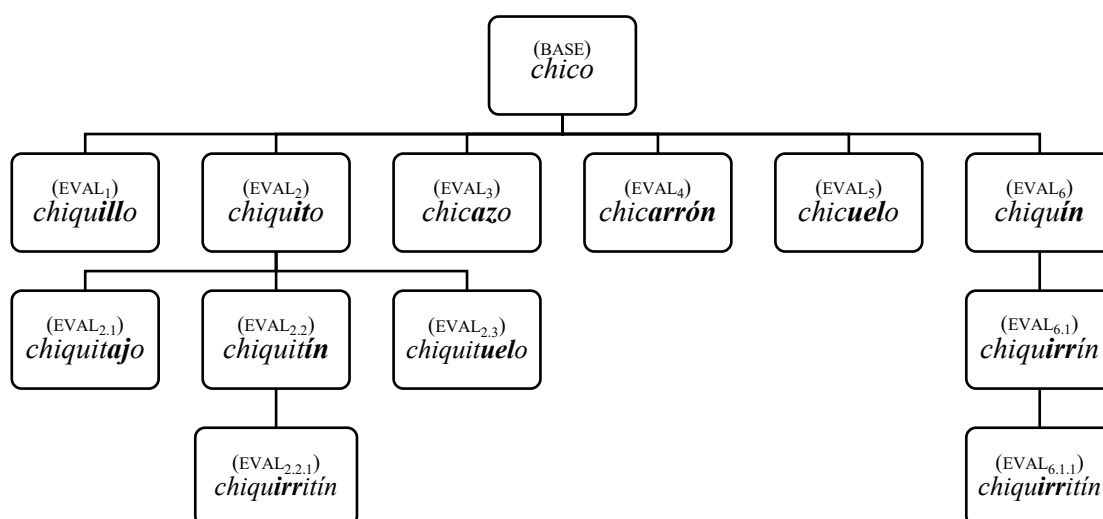 (BASE)
chico
(EVAL1)
chiquillo
(EVAL2)
chiquito
(EVAL3)
chicazo
(EVAL4)
chicarrón
(EVAL5)
chicuelo
(EVAL6)
chiquín
(EVAL2.1)
chiquitajo
(EVAL2.2)
chiquitín
(EVAL2.3)
chiquituelo
(EVAL6.1)
chiquirrín
(EVAL2.2.1)
chiquirritín
(EVAL6.1.1)
chiquirritín